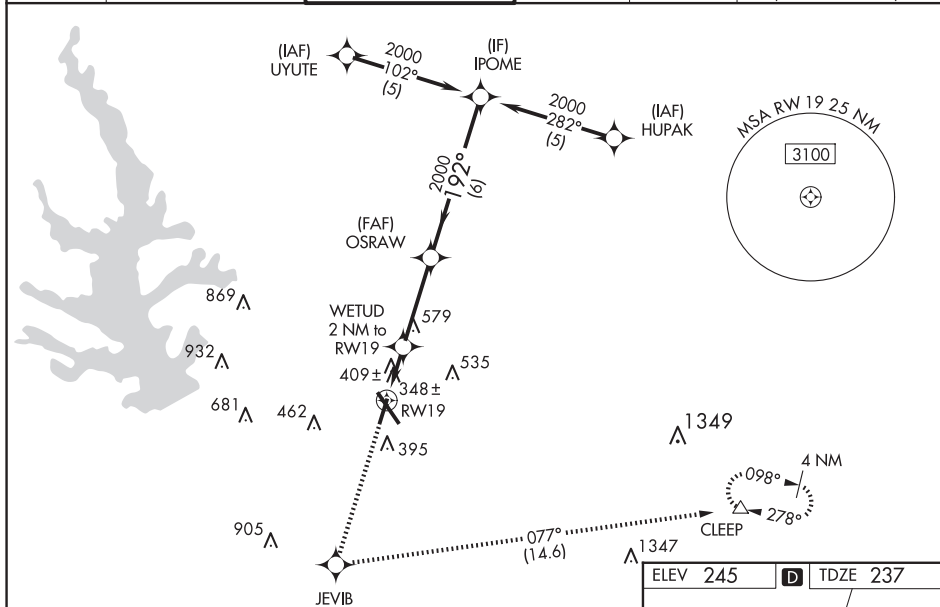 (IAF)
UYUTE
2000
102°
(5)
(IF)
IPOME
2000
282°
(5)
(IAF)
HUPAK
MSA RW 19 25 NM
3100
2000
192°
(6)
(FAF)
OSRAW
869
WETUD
2 NM to
RW19
579
932
409±
535
348±
RW19
681
462
395
1349
4 NM
098°
278°
CLEEP
905
077°
(14.6)
1347
JEVIB
ELEV 245
D
TDZE 237